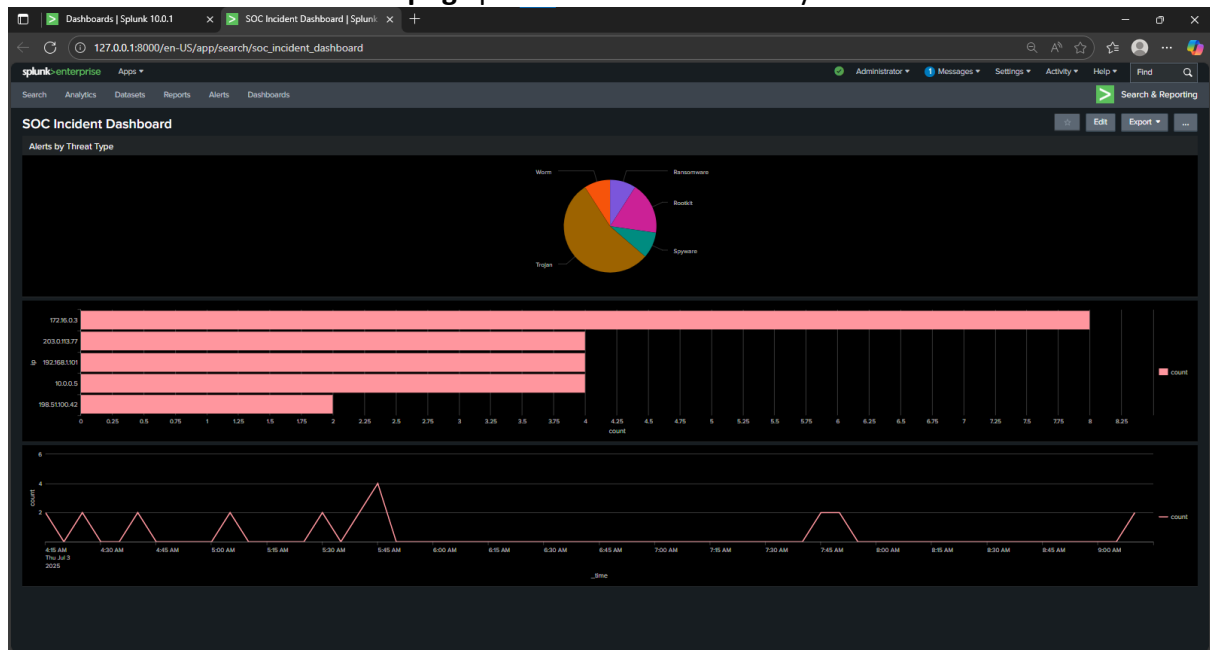 page
Dashboards | Splunk 10.0.1
SOC Incident Dashboard | Splunk
127.0.0.1:8000/en-US/app/search/soc_incident_dashboard
splunk>enterprise Apps
Administrator 1 Messages Settings Activity Help Find
Search Analytics Datasets Reports Alerts Dashboards Search & Reporting
SOC Incident Dashboard Edit Export ...
Alerts by Threat Type
Worm Ransomware
Rootkit
Spyware
Trojan
172.16.0.3
203.0.113.77
ip 192.168.1.101
count
10.0.0.5
198.51.100.42
0 0.25 0.5 0.75 1 1.25 1.5 1.75 2 2.25 2.5 2.75 3 3.25 3.5 3.75 4 4.25 4.5 4.75 5 5.25 5.5 5.75 6 6.25 6.5 6.75 7 7.25 7.5 7.75 8 8.25
count
6
4
count
2 count
4:15 AM 4:30 AM 4:45 AM 5:00 AM 5:15 AM 5:30 AM 5:45 AM 6:00 AM 6:15 AM 6:30 AM 6:45 AM 7:00 AM 7:15 AM 7:30 AM 7:45 AM 8:00 AM 8:15 AM 8:30 AM 8:45 AM 9:00 AM
Thu Jul 3
2025
_time